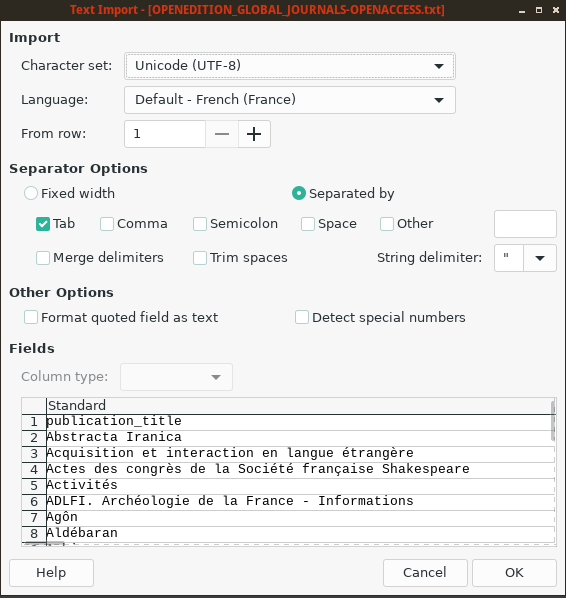 Text Import - [OPENEDITION_GLOBAL_JOURNALS-OPENACCESS.txt]
Import
Character set: Unicode (UTF-8)
Language: Default - French (France)
From row: 1
Separator Options
Fixed width Separated by
Tab Comma Semicolon Space Other
Merge delimiters Trim spaces String delimiter: "
Other Options
Format quoted field as text Detect special numbers
Fields
Column type:
Standard
1 publication_title
2 Abstracta Iranica
3 Acquisition et interaction en langue étrangère
4 Actes des congrès de la Société française Shakespeare
5 Activités
6 ADLFI. Archéologie de la France - Informations
7 Agôn
8 Aldébaran
Help Cancel OK